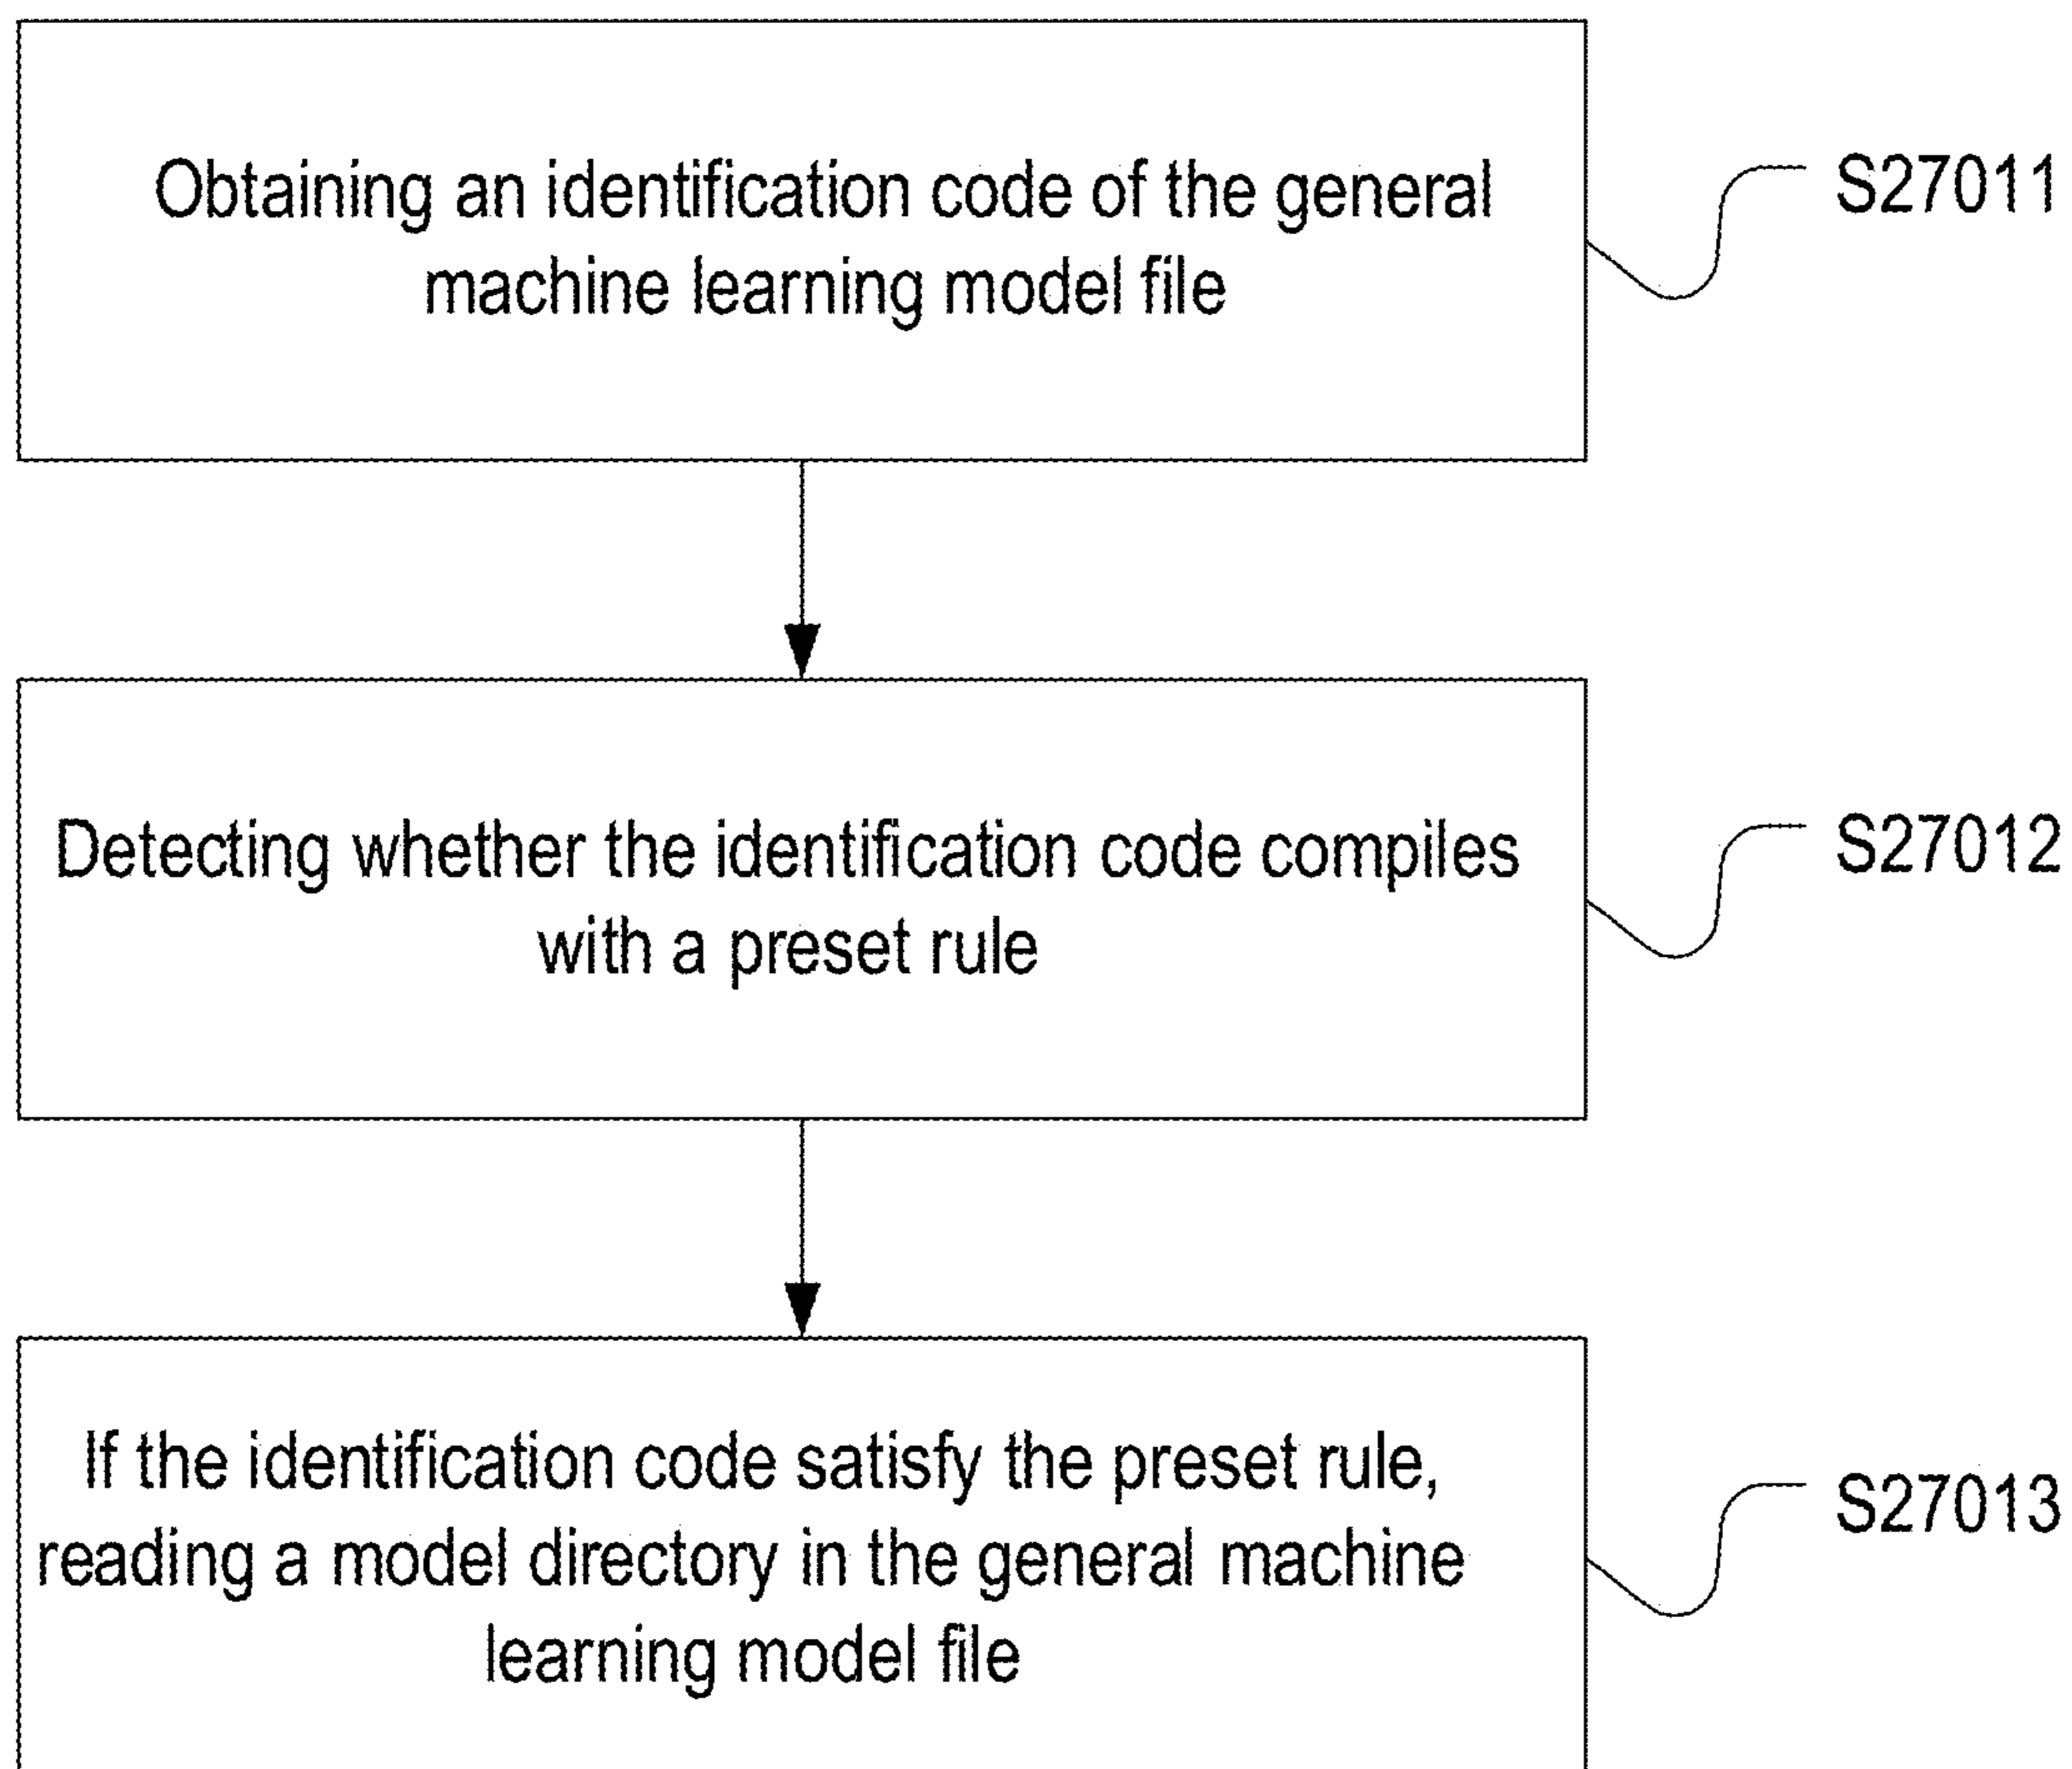 Obtaining an identification code of the general
machine learning model file
S27011
Detecting whether the identification code compiles
with a preset rule
S27012
If the identification code satisfy the preset rule,
reading a model directory in the general machine
learning model file
S27013